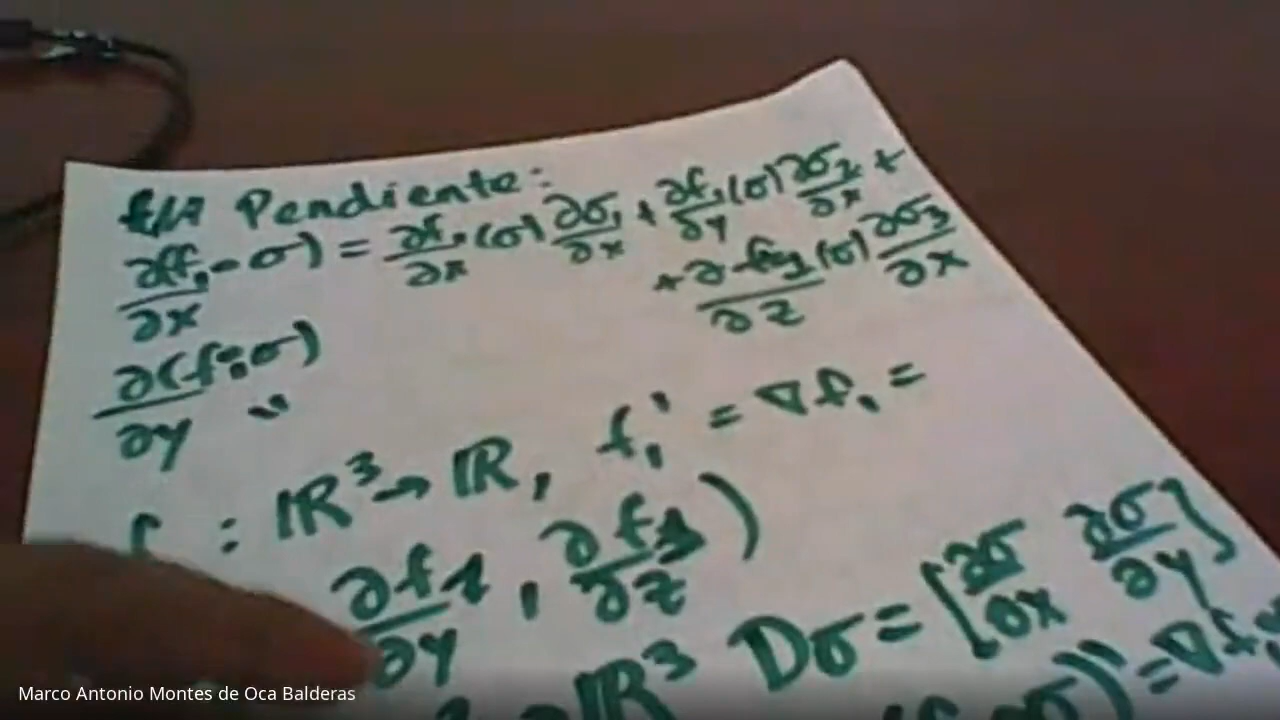 Pendiente:
∂(f₁∘σ)/∂x = ∂f₁/∂x (σ) ∂σ₁/∂x + ∂f₁/∂y (σ) ∂σ₂/∂x +
+ ∂f₁/∂z (σ) ∂σ₃/∂x
∂(f₁∘σ)/∂y "
: ℝ³→ℝ, f₁' = ∇f₁ =
∂f₁/∂y, ∂f₁/∂z)
ℝ³ Dσ = [∂σ/∂x ∂σ/∂y]
= ∇f₁
Marco Antonio Montes de Oca Balderas